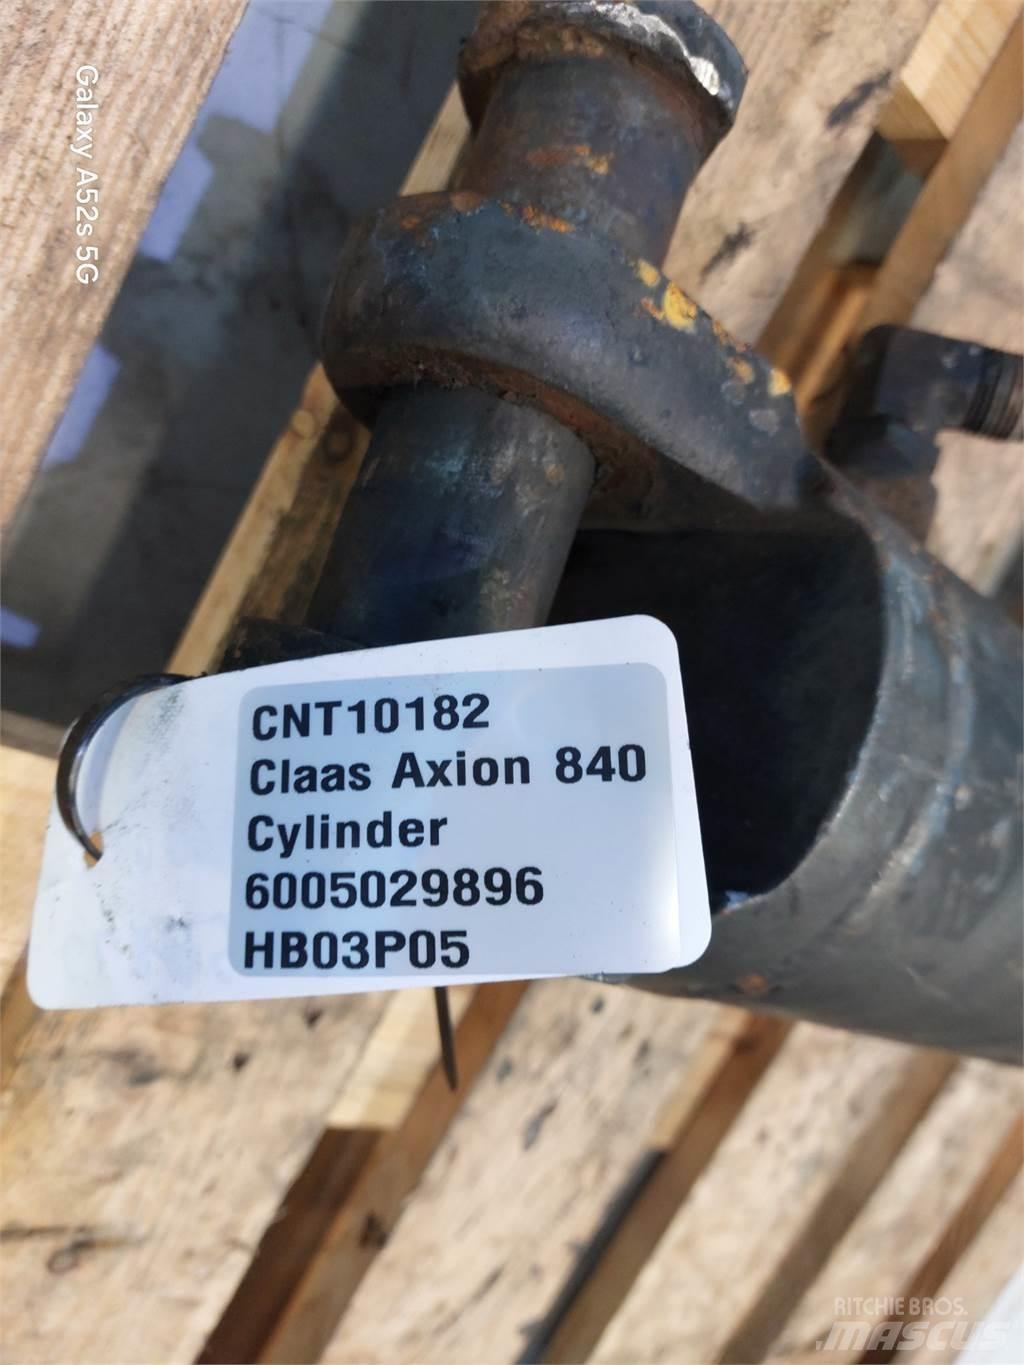 Galaxy A52s 5G
CNT10182
Claas Axion 840
Cylinder
6005029896
HB03P05
RITCHIE BROS.
MASCUS